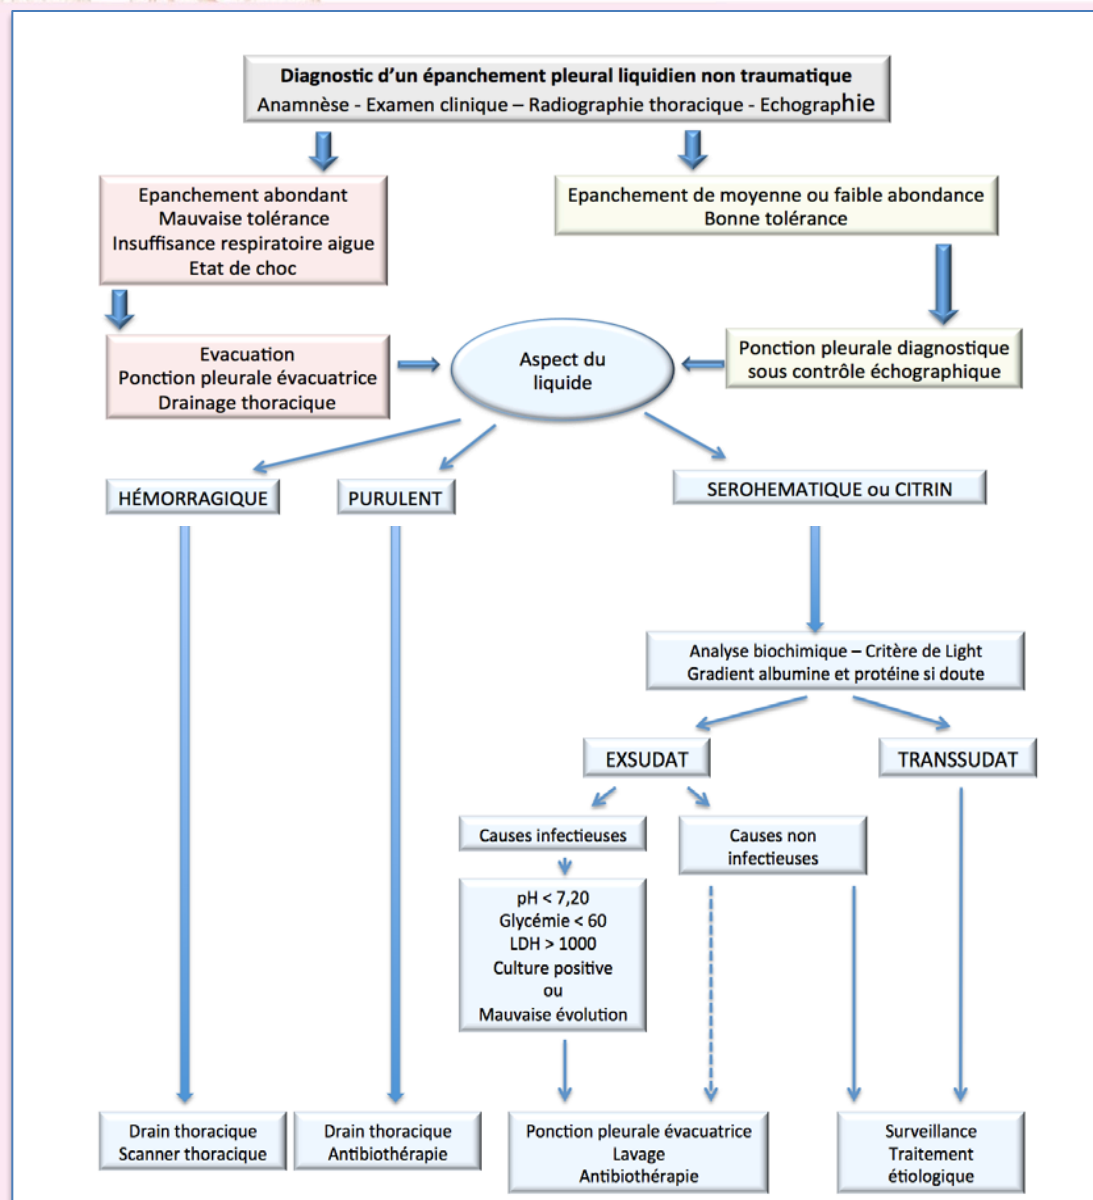 Diagnostic d'un épanchement pleural liquidien non traumatique
Anamnèse - Examen clinique – Radiographie thoracique - Echographie
Epanchement abondant
Mauvaise tolérance
Insuffisance respiratoire aigue
Etat de choc
Epanchement de moyenne ou faible abondance
Bonne tolérance
Evacuation
Ponction pleurale évacuatrice
Drainage thoracique
Aspect du
liquide
Ponction pleurale diagnostique
sous contrôle échographique
HÉMORRAGIQUE
PURULENT
SEROHEMATIQUE ou CITRIN
Analyse biochimique – Critère de Light
Gradient albumine et protéine si doute
EXSUDAT
TRANSSUDAT
Causes infectieuses
Causes non
infectieuses
pH < 7,20
Glycémie < 60
LDH > 1000
Culture positive
ou
Mauvaise évolution
Drain thoracique
Scanner thoracique
Drain thoracique
Antibiothérapie
Ponction pleurale évacuatrice
Lavage
Antibiothérapie
Surveillance
Traitement
étiologique